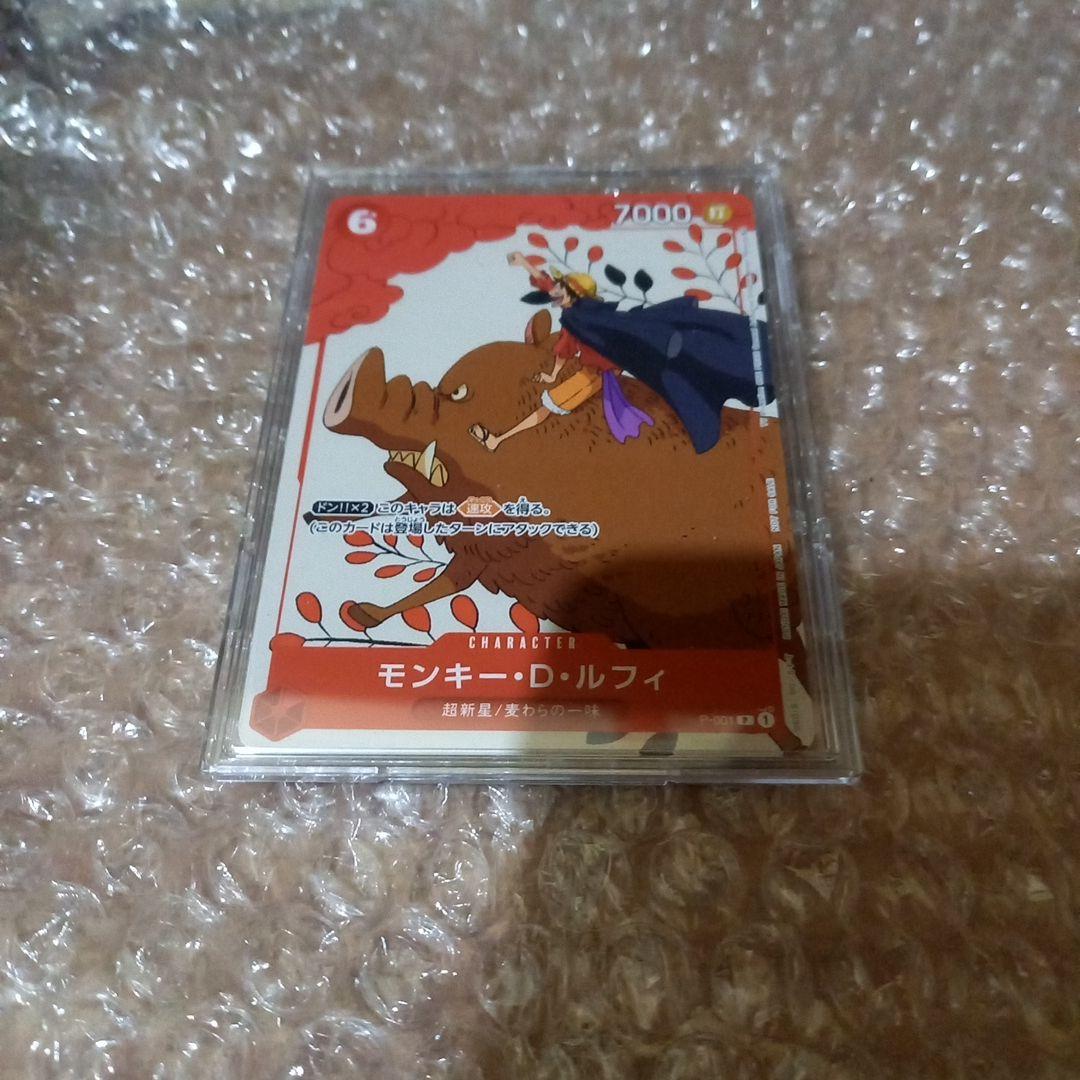 6
7000 打
ドン!!×2 このキャラは 速攻 を得る。
(このカードは登場したターンにアタックできる)
CHARACTER
モンキー・D・ルフィ
超新星/麦わらの一味
P-001 P 1